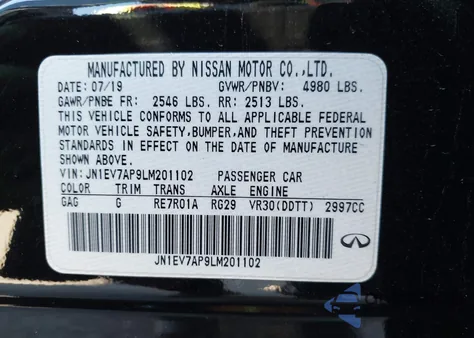 MANUFACTURED BY NISSAN MOTOR CO.,LTD.
DATE: 07/19 GVWR/PNBV: 4980 LBS.
GAWR/PNBE FR: 2546 LBS. RR: 2513 LBS.
THIS VEHICLE CONFORMS TO ALL APPLICABLE FEDERAL
MOTOR VEHICLE SAFETY,BUMPER,AND THEFT PREVENTION
STANDARDS IN EFFECT ON THE DATE OF MANUFACTURE
SHOWN ABOVE.
VIN:JN1EV7AP9LM201102 PASSENGER CAR
COLOR TRIM TRANS AXLE ENGINE
GAG G RE7R01A RG29 VR30(DDTT) 2997CC
JN1EV7AP9LM201102